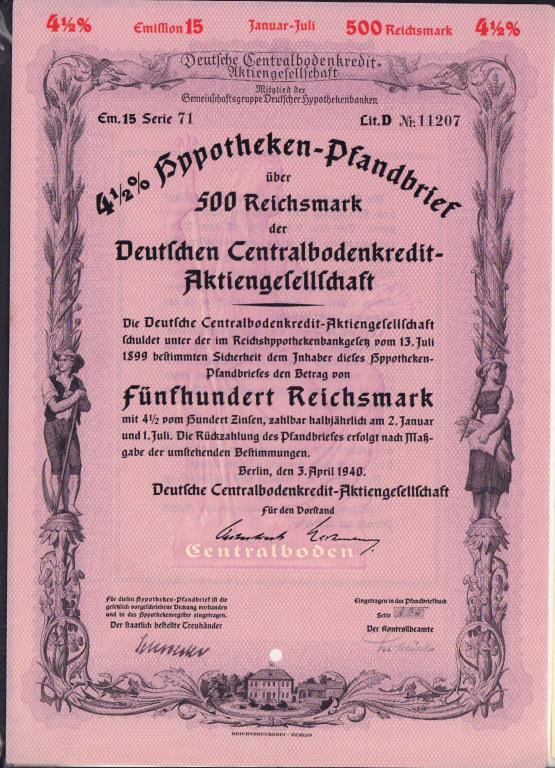 4½% Emission 15 Januar-Juli 500 Reichsmark 4½%
Deutsche Centralbodenkredit-
Aktiengesellschaft
Mitglied der
Gemeinschaftsgruppe Deutscher Hypothekenbanken
Em. 15 Serie 71 Lit. D Nr. 11207
4½% Hypotheken-Pfandbrief
über
500 Reichsmark
der
Deutschen Centralbodenkredit-
Aktiengesellschaft
Die Deutsche Centralbodenkredit-Aktiengesellschaft
schuldet unter der im Reichshypothekenbankgesetz vom 13. Juli
1899 bestimmten Sicherheit dem Inhaber dieses Hypotheken-
Pfandbriefes den Betrag von
Fünfhundert Reichsmark
mit 4½ vom Hundert Zinsen, zahlbar halbjährlich am 2. Januar
und 1. Juli. Die Rückzahlung des Pfandbriefes erfolgt nach Maß-
gabe der umstehenden Bestimmungen.
Berlin, den 3. April 1940.
Deutsche Centralbodenkredit-Aktiengesellschaft
Für den Vorstand
Centralboden
Für diesen Hypotheken-Pfandbrief ist die
gesetzlich vorgeschriebene Deckung vorhanden
und in das Hypothekenregister eingetragen.
Der staatlich bestellte Treuhänder
Eingetragen in das Pfandbriefbuch
Seite
Der Kontrollbeamte
REICHSDRUCKEREI · BERLIN